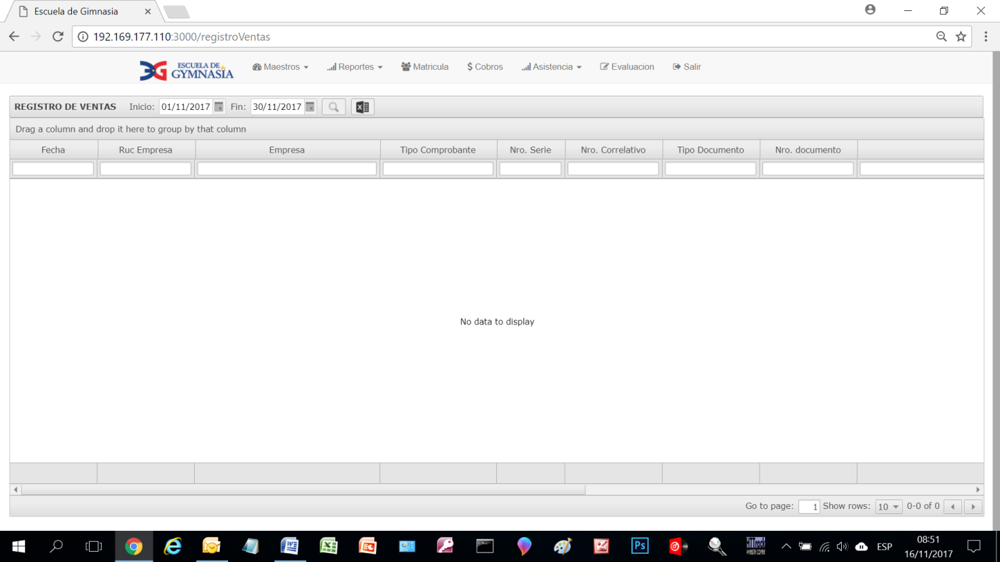 Escuela de Gimnasia
192.169.177.110:3000/registroVentas
ESCUELA DE
GYMNASIA
Maestros
Reportes
Matricula
$ Cobros
Asistencia
Evaluacion
Salir
REGISTRO DE VENTAS Inicio: 01/11/2017 Fin: 30/11/2017
Drag a column and drop it here to group by that column
Fecha Ruc Empresa Empresa Tipo Comprobante Nro. Serie Nro. Correlativo Tipo Documento Nro. documento
No data to display
Go to page: 1 Show rows: 10 0-0 of 0
Ps
ESP
08:51
16/11/2017